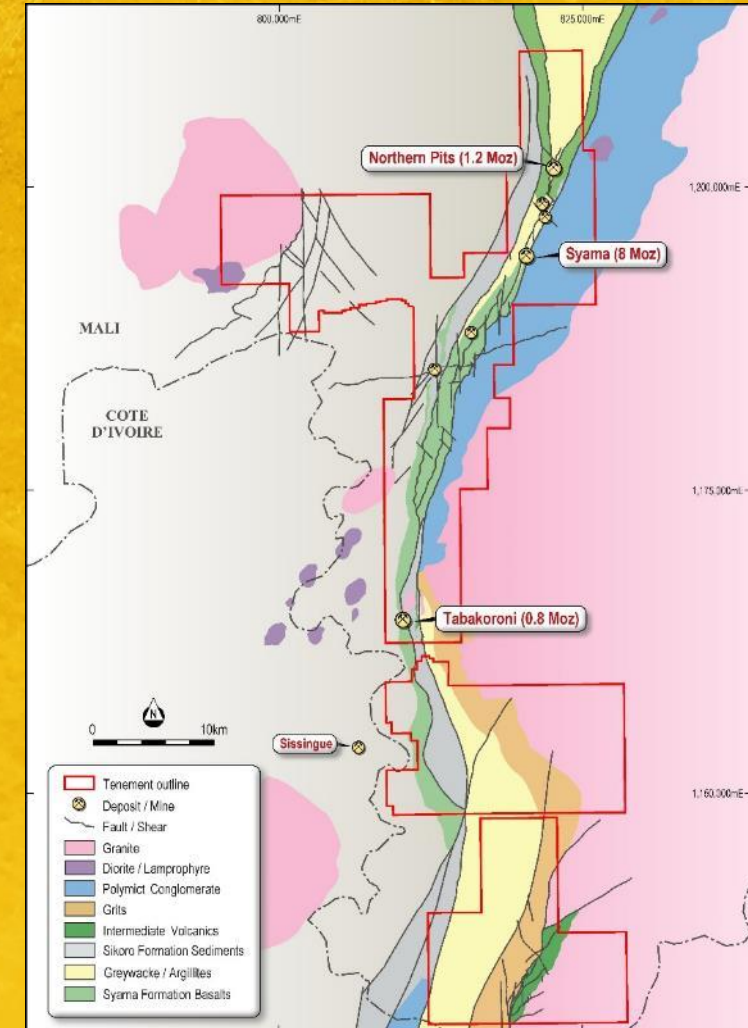 800,000mE
825,000mE
Northern Pits (1.2 Moz)
1,200,000mE
Syama (8 Moz)
MALI
COTE
D'IVOIRE
1,175,000mE
Tabakoroni (0.8 Moz)
N
0 10km
Sissingue
1,150,000mE
Tenement outline
Deposit / Mine
Fault / Shear
Granite
Diorite / Lamprophyre
Polymict Conglomerate
Grits
Intermediate Volcanics
Sikoro Formation Sediments
Greywacke / Argillites
Syama Formation Basalts